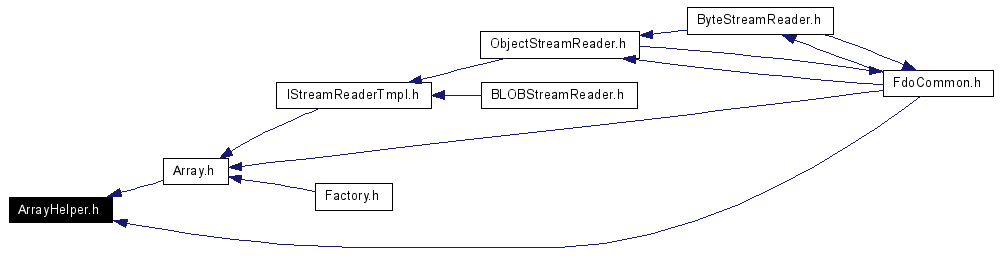 ByteStreamReader.h
ObjectStreamReader.h
FdoCommon.h
IStreamReaderTmpl.h
BLOBStreamReader.h
Array.h
Factory.h
ArrayHelper.h